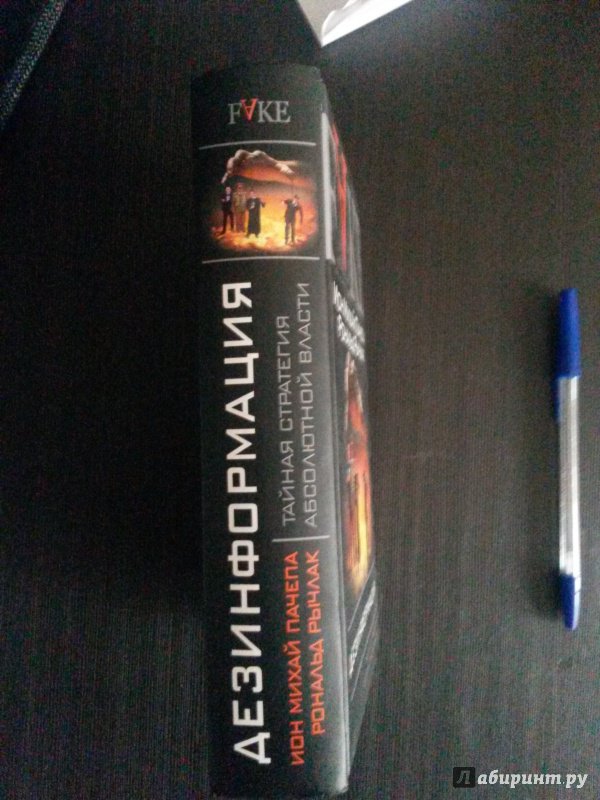 FAKE
ДЕЗИНФОРМАЦИЯ
ТАЙНАЯ СТРАТЕГИЯ
АБСОЛЮТНОЙ ВЛАСТИ
ИОН МИХАЙ ПАЧЕПА
РОНАЛЬД РЫЧЛАК
Лабиринт.ру